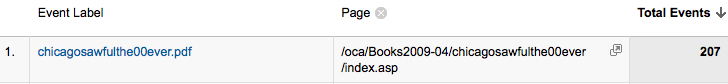 Event Label Page Total Events
1. chicagosawfulthe00ever.pdf /oca/Books2009-04/chicagosawfulthe00ever 207
/index.asp